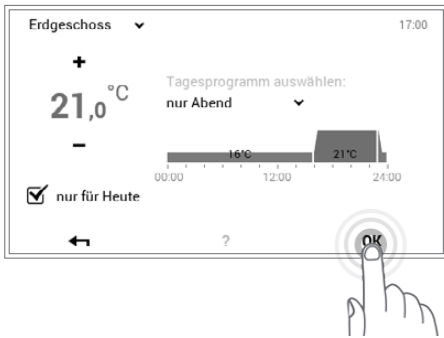 Erdgeschoss 17:00
+
Tagesprogramm auswählen:
21,0°C
nur Abend
–
16°C 21°C
00:00 12:00 24:00
nur für Heute
? OK